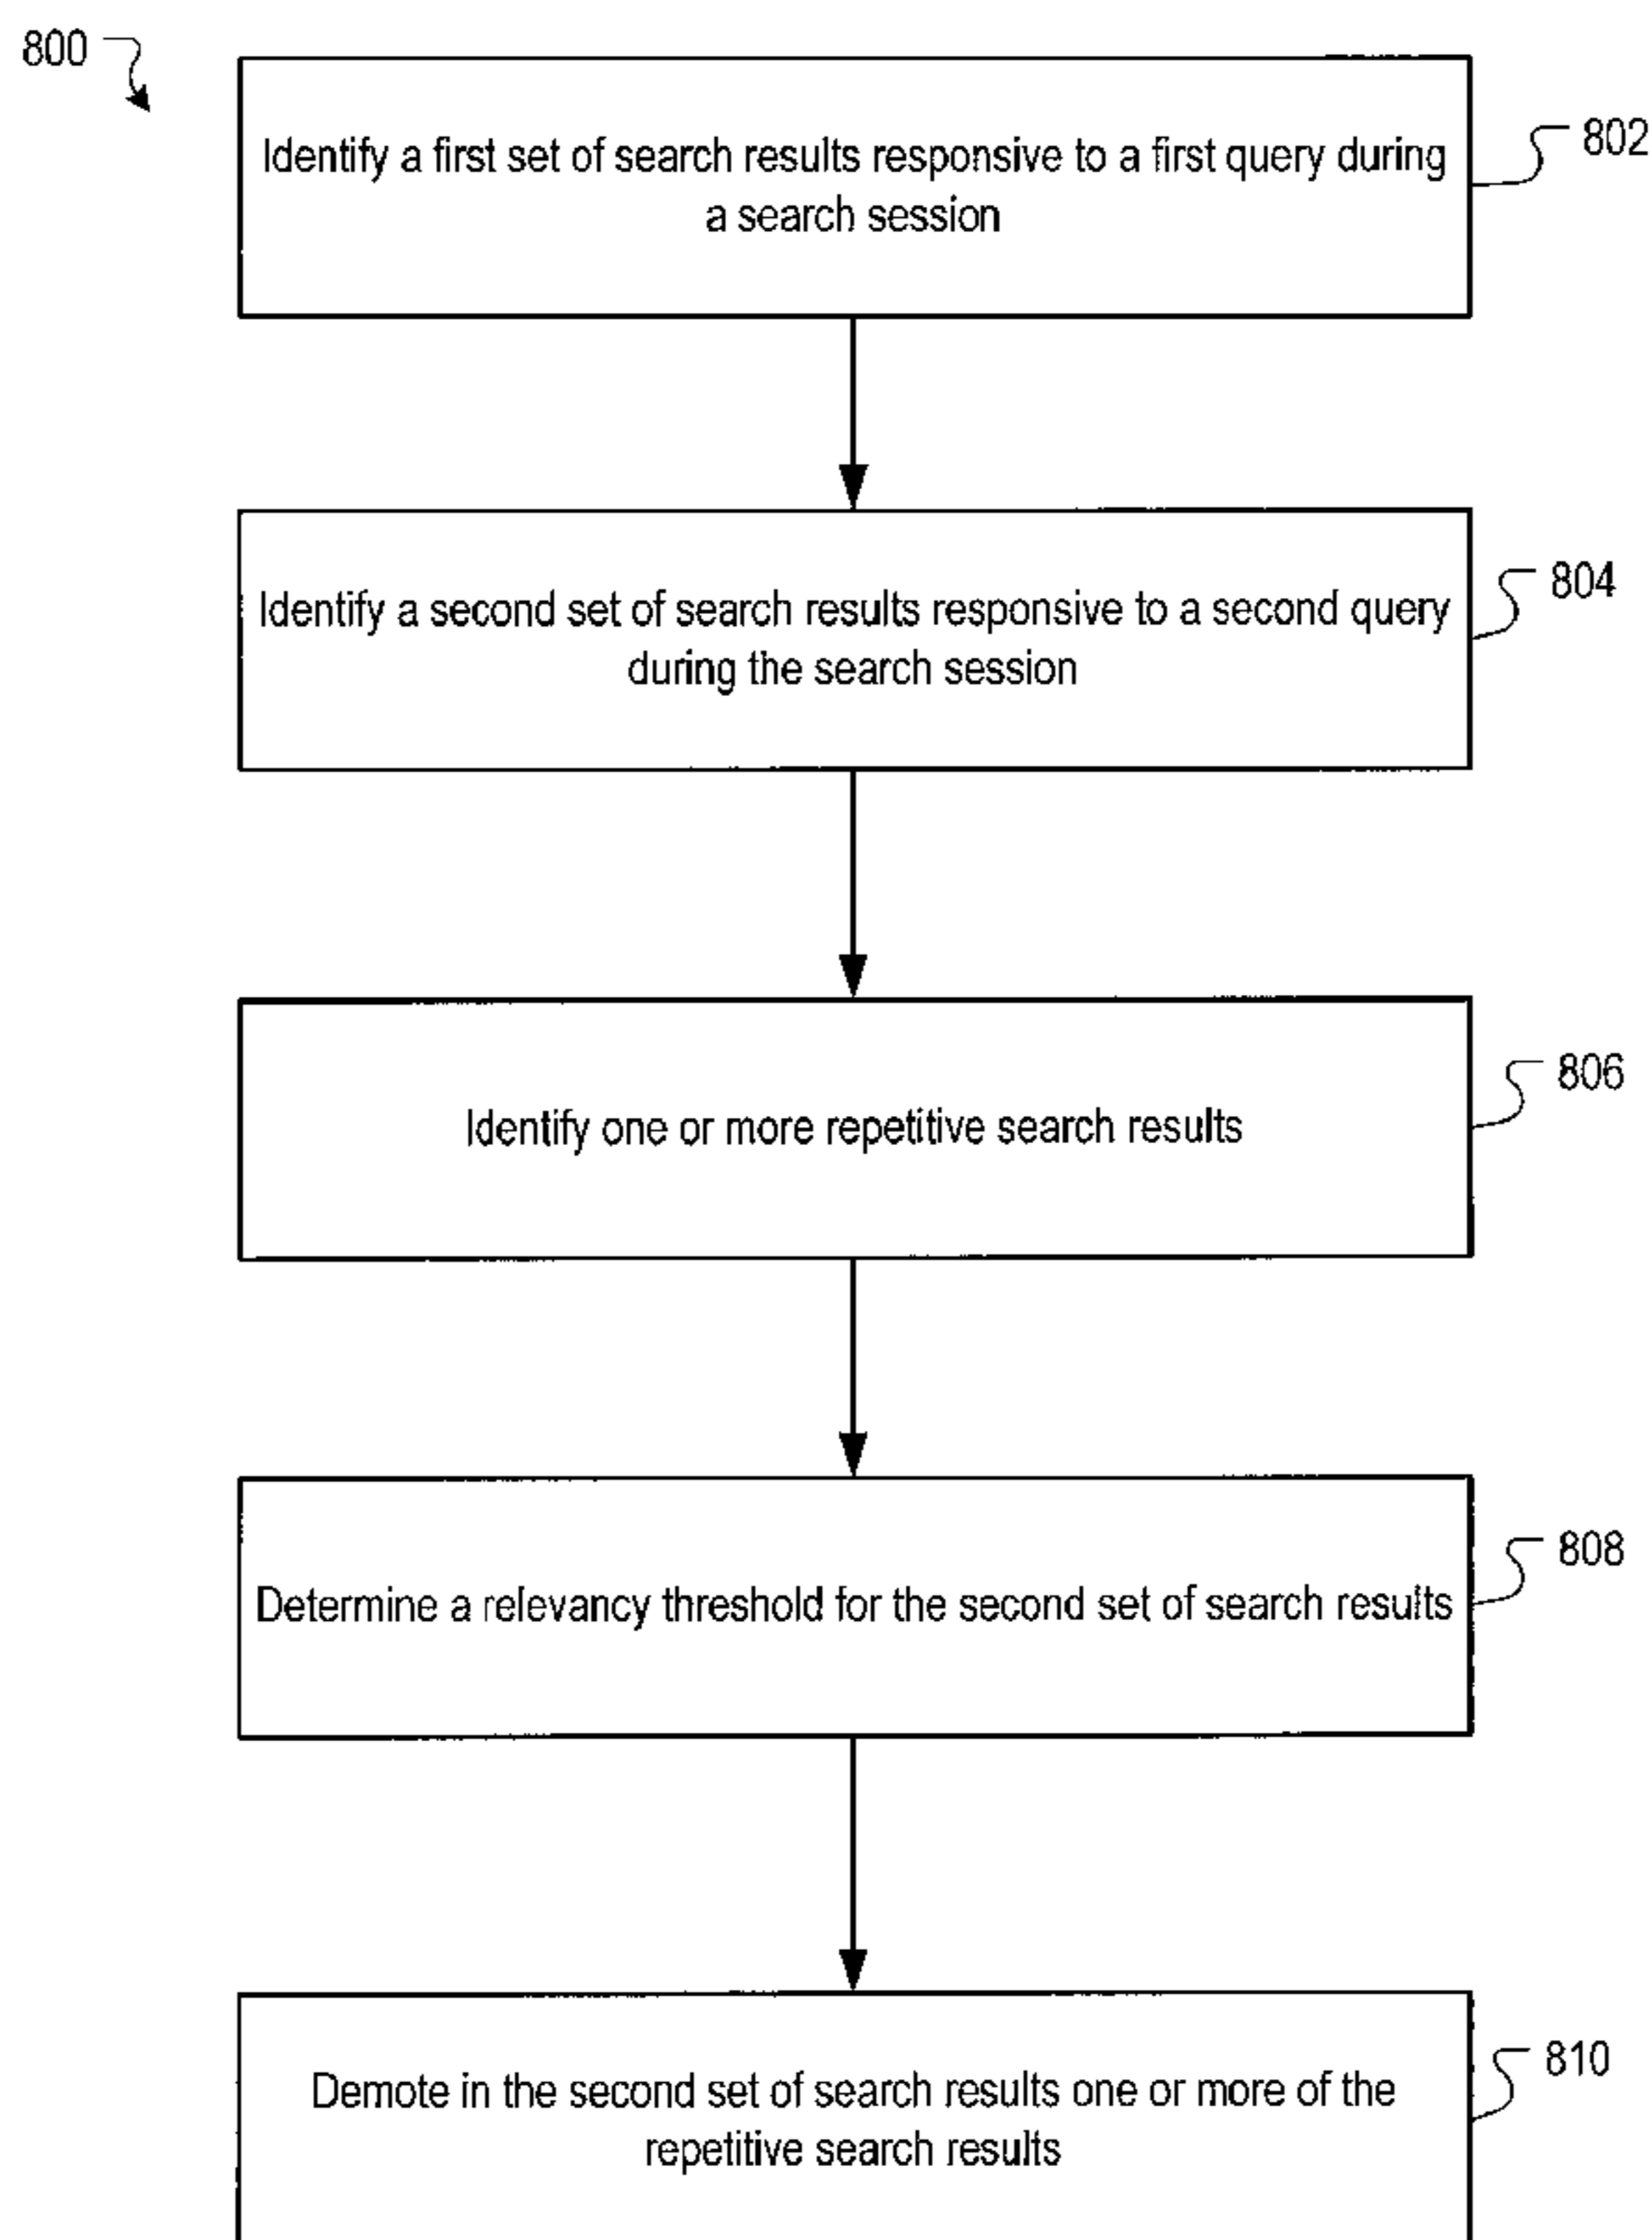 800
Identify a first set of search results responsive to a first query during
a search session
802
Identify a second set of search results responsive to a second query
during the search session
804
Identify one or more repetitive search results
806
Determine a relevancy threshold for the second set of search results
808
Demote in the second set of search results one or more of the
repetitive search results
810